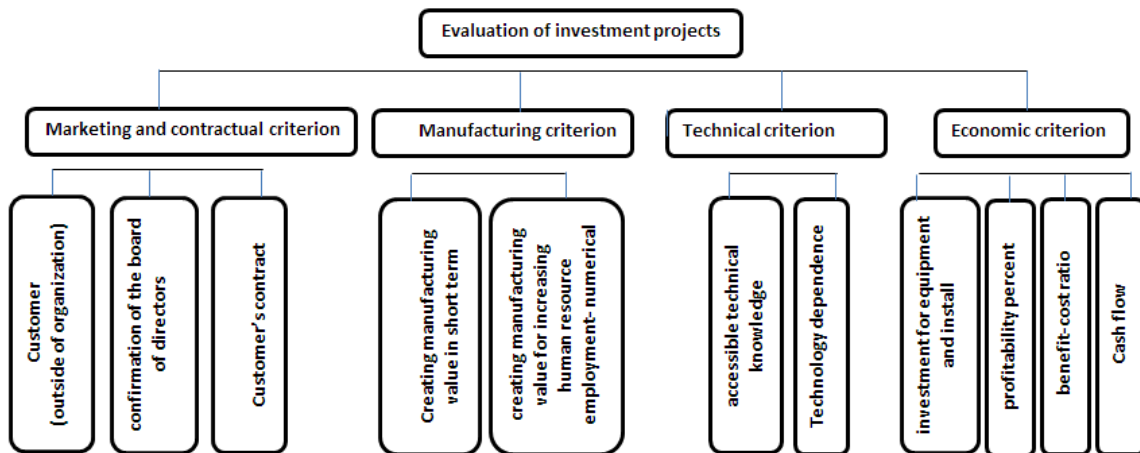 Evaluation of investment projects
Marketing and contractual criterion
Manufacturing criterion
Technical criterion
Economic criterion
Customer
(outside of organization)
confirmation of the board
of directors
Customer's contract
Creating manufacturing
value in short term
creating manufacturing
value for increasing
human resource
employment- numerical
accessible technical
knowledge
Technology dependence
investment for equipment
and install
profitability percent
benefit-cost ratio
Cash flow